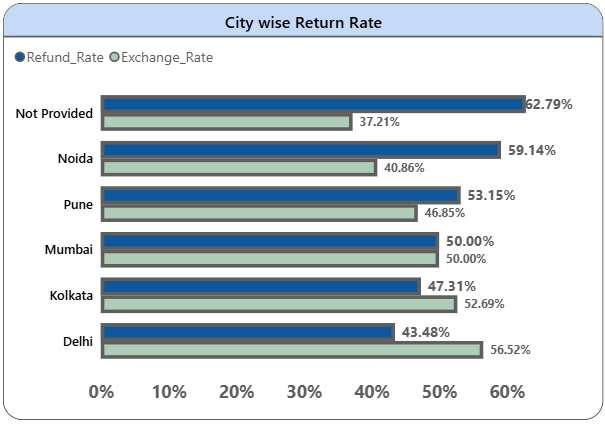 City wise Return Rate
Refund_Rate Exchange_Rate
Not Provided 62.79%
37.21%
Noida 59.14%
40.86%
Pune 53.15%
46.85%
Mumbai 50.00%
50.00%
Kolkata 47.31%
52.69%
Delhi 43.48%
56.52%
0% 10% 20% 30% 40% 50% 60%